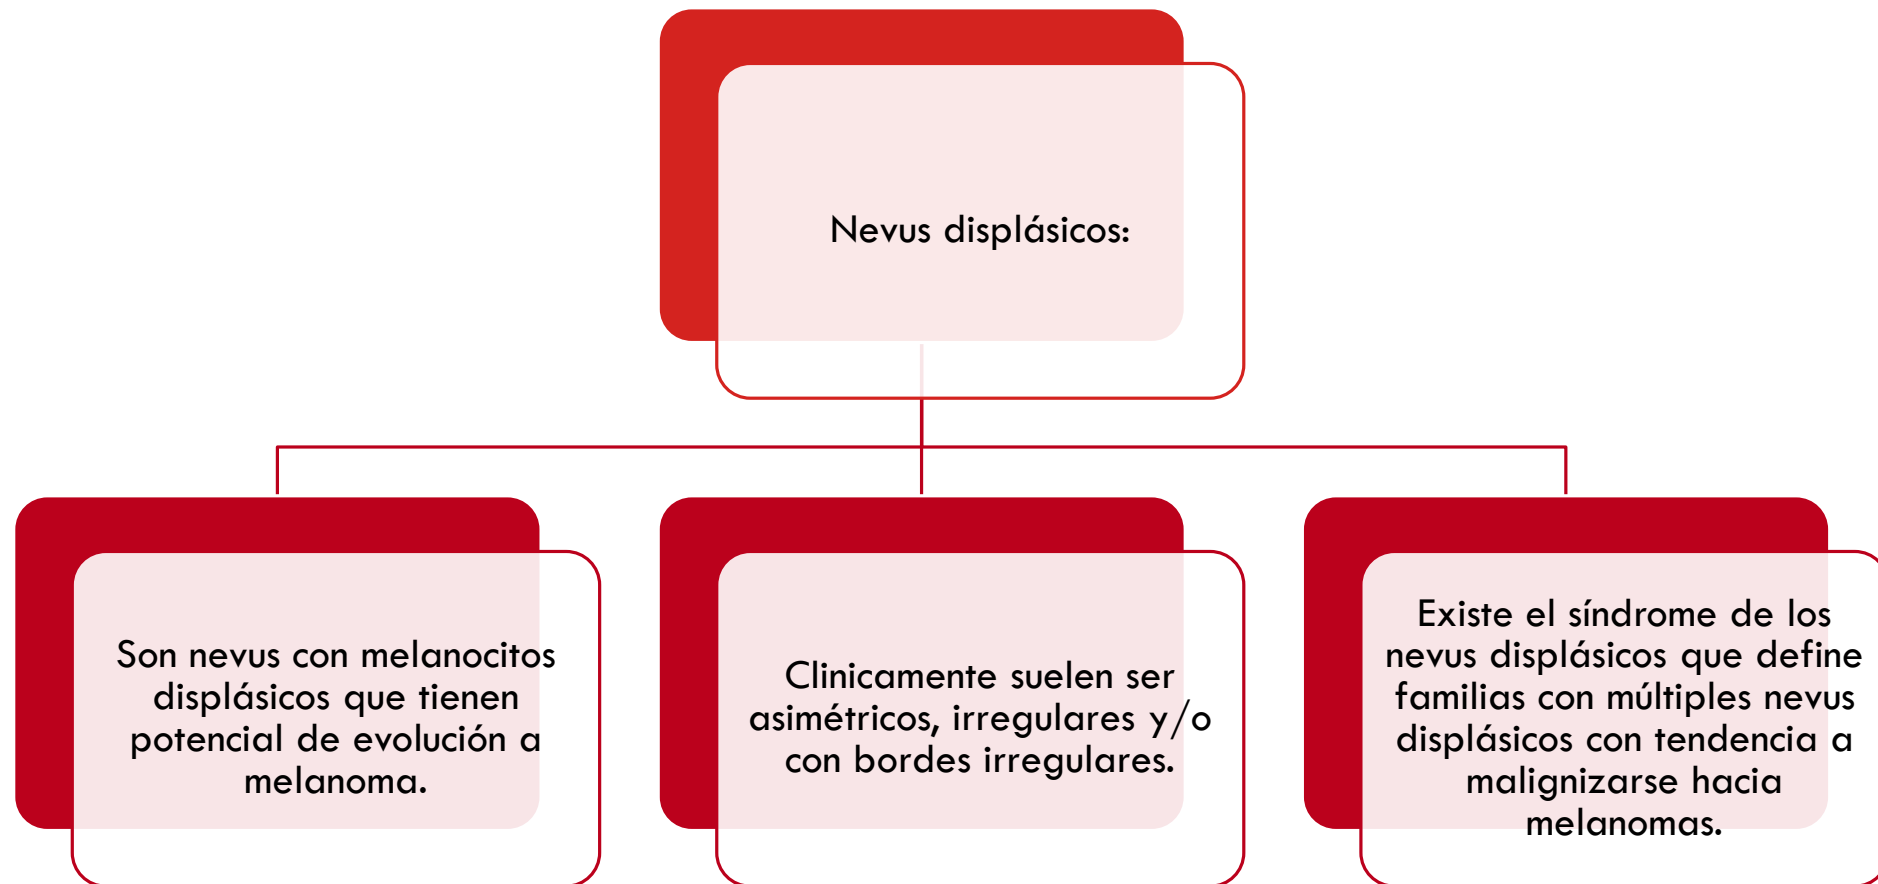 Nevus displásicos:
Son nevus con melanocitos
displásicos que tienen
potencial de evolución a
melanoma.
Clinicamente suelen ser
asimétricos, irregulares y/o
con bordes irregulares.
Existe el síndrome de los
nevus displásicos que define
familias con múltiples nevus
displásicos con tendencia a
malignizarse hacia
melanomas.